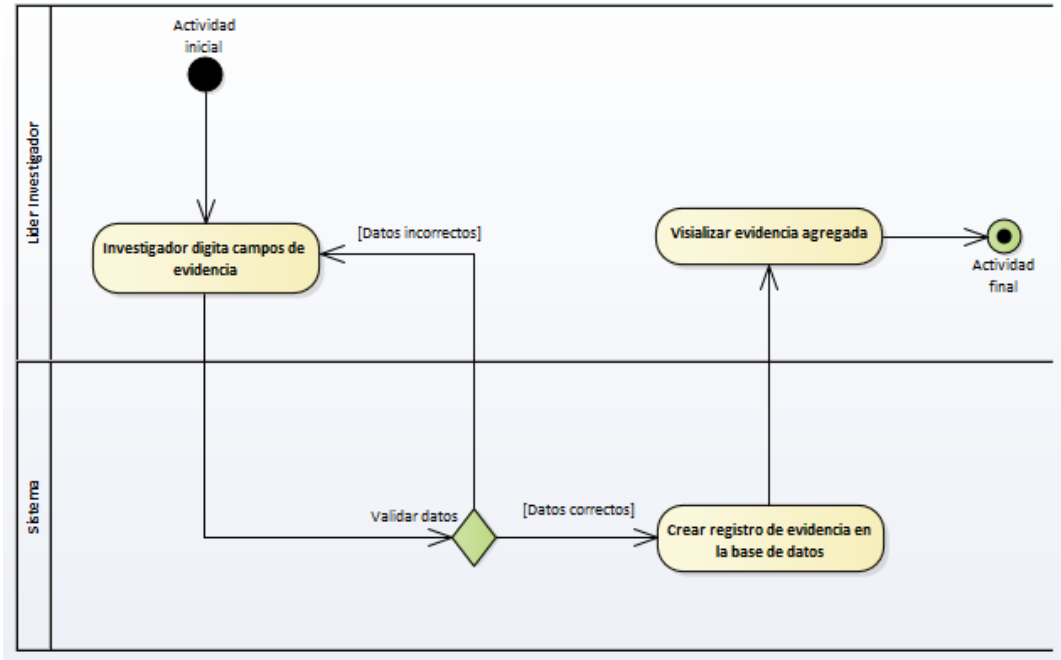 Actividad
inicial
Líder Investigador
Investigador digita campos de
evidencia
[Datos incorrectos]
Visializar evidencia agregada
Actividad
final
Sistema
Validar datos
[Datos correctos]
Crear registro de evidencia en
la base de datos